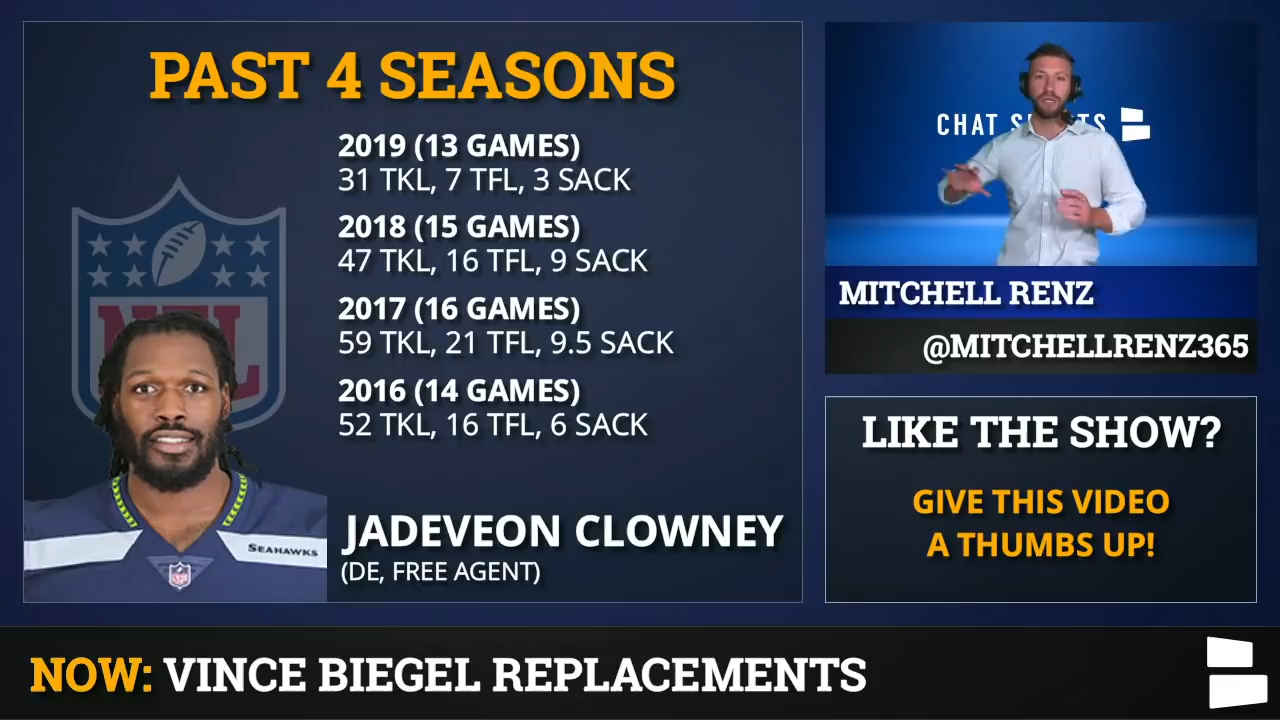 PAST 4 SEASONS
2019 (13 GAMES)
31 TKL, 7 TFL, 3 SACK
2018 (15 GAMES)
47 TKL, 16 TFL, 9 SACK
2017 (16 GAMES)
59 TKL, 21 TFL, 9.5 SACK
2016 (14 GAMES)
52 TKL, 16 TFL, 6 SACK
NFL
SEAHAWKS
JADEVEON CLOWNEY
(DE, FREE AGENT)
CHAT
MITCHELL RENZ
@MITCHELLRENZ365
LIKE THE SHOW?
GIVE THIS VIDEO
A THUMBS UP!
NOW: VINCE BIEGEL REPLACEMENTS